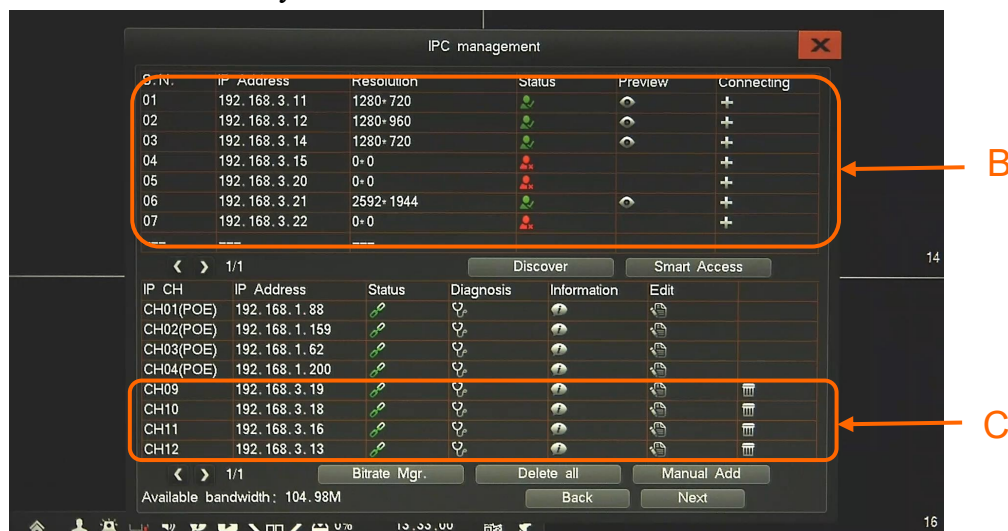 IPC management
S.N. IP Address Resolution Status Preview Connecting
01 192.168.3.11 1280*720
02 192.168.3.12 1280*960
03 192.168.3.14 1280*720
04 192.168.3.15 0*0
05 192.168.3.20 0*0
06 192.168.3.21 2592*1944
07 192.168.3.22 0*0
--- --- ---
B
1/1 Discover Smart Access
14
IP CH IP Address Status Diagnosis Information Edit
CH01(POE) 192.168.1.88
CH02(POE) 192.168.1.159
CH03(POE) 192.168.1.62
CH04(POE) 192.168.1.200
CH09 192.168.3.19
CH10 192.168.3.18
CH11 192.168.3.16
CH12 192.168.3.13
C
1/1 Bitrate Mgr. Delete all Manual Add
Available bandwidth: 104.98M Back Next
16